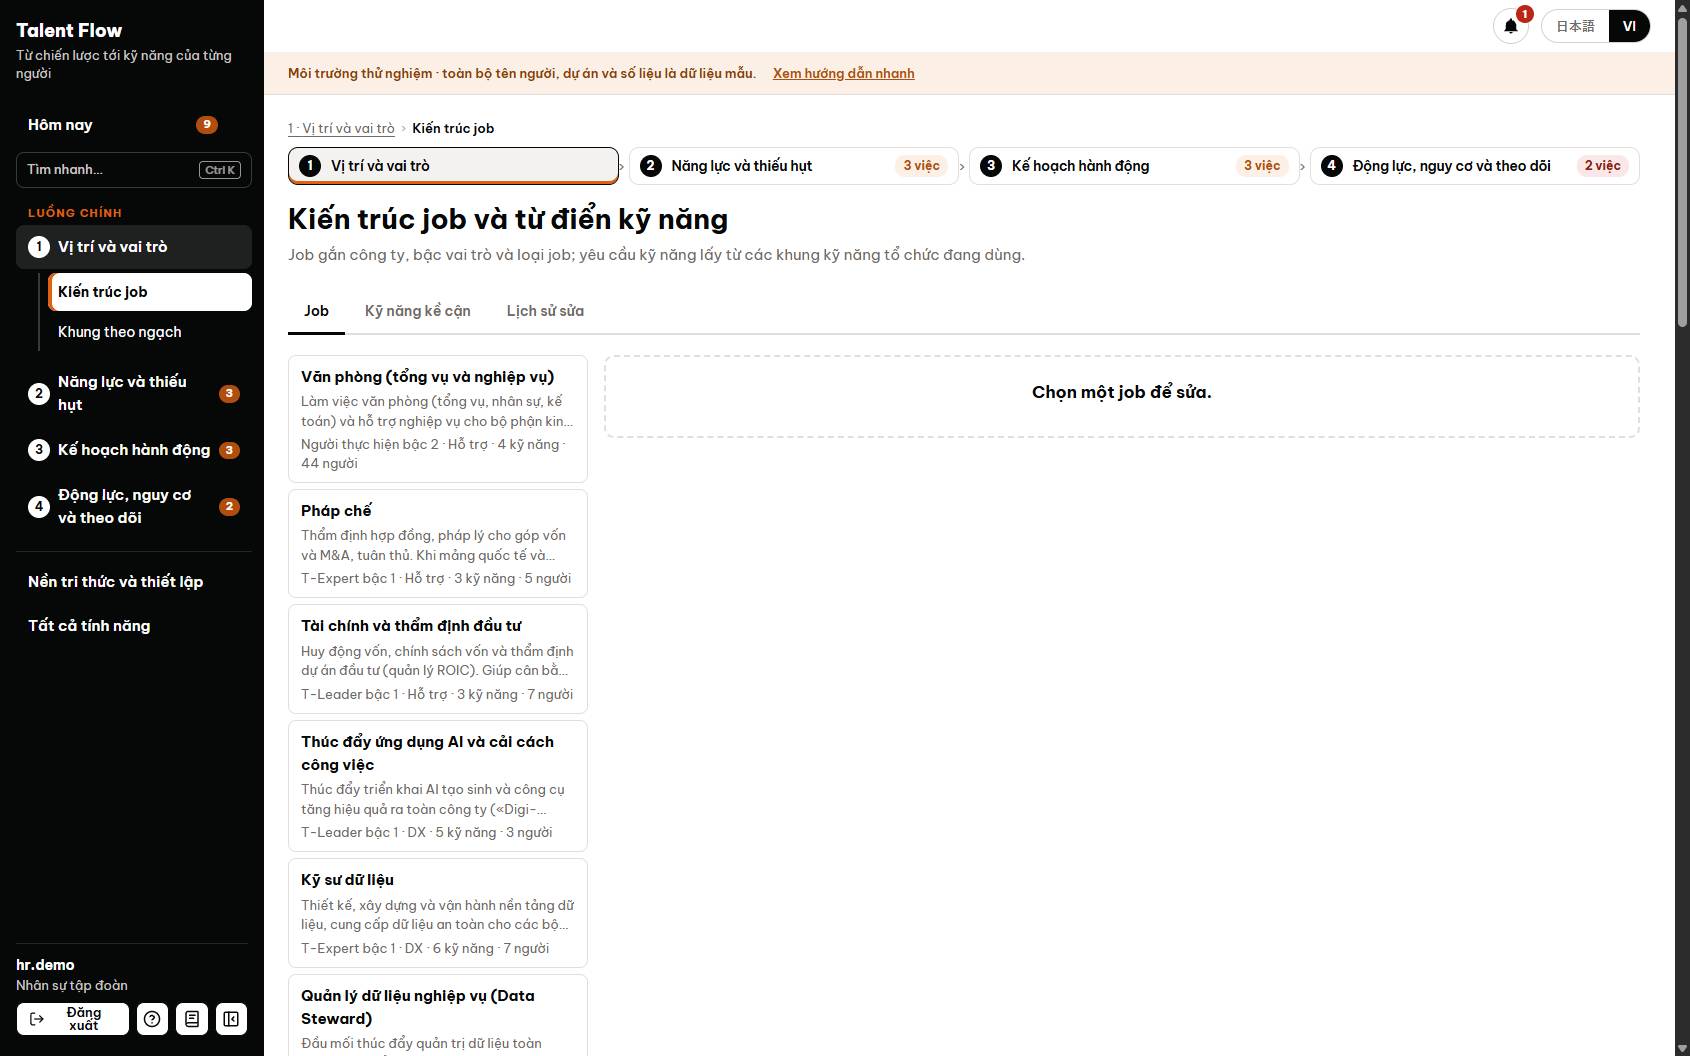 Talent Flow
Từ chiến lược tới kỹ năng của từng
người
Hôm nay
9
Tìm nhanh...
Ctrl K
LUỒNG CHÍNH
1
Vị trí và vai trò
Kiến trúc job
Khung theo ngạch
2
Năng lực và thiếu
hụt
3
3
Kế hoạch hành động
3
4
Động lực, nguy cơ
và theo dõi
2
Nền tri thức và thiết lập
Tất cả tính năng
hr.demo
Nhân sự tập đoàn
Đăng
xuất
1
日本語
VI
Môi trường thử nghiệm · toàn bộ tên người, dự án và số liệu là dữ liệu mẫu. Xem hướng dẫn nhanh
1 · Vị trí và vai trò › Kiến trúc job
1 Vị trí và vai trò ›
2 Năng lực và thiếu hụt 3 việc ›
3 Kế hoạch hành động 3 việc ›
4 Động lực, nguy cơ và theo dõi 2 việc
Kiến trúc job và từ điển kỹ năng
Job gắn công ty, bậc vai trò và loại job; yêu cầu kỹ năng lấy từ các khung kỹ năng tổ chức đang dùng.
Job
Kỹ năng kề cận
Lịch sử sửa
Văn phòng (tổng vụ và nghiệp vụ)
Làm việc văn phòng (tổng vụ, nhân sự, kế
toán) và hỗ trợ nghiệp vụ cho bộ phận kin...
Người thực hiện bậc 2 · Hỗ trợ · 4 kỹ năng ·
44 người
Pháp chế
Thẩm định hợp đồng, pháp lý cho góp vốn
và M&A, tuân thủ. Khi mảng quốc tế và...
T-Expert bậc 1 · Hỗ trợ · 3 kỹ năng · 5 người
Tài chính và thẩm định đầu tư
Huy động vốn, chính sách vốn và thẩm định
dự án đầu tư (quản lý ROIC). Giúp cân bằ...
T-Leader bậc 1 · Hỗ trợ · 3 kỹ năng · 7 người
Thúc đẩy ứng dụng AI và cải cách
công việc
Thúc đẩy triển khai AI tạo sinh và công cụ
tăng hiệu quả ra toàn công ty («Digi-...
T-Leader bậc 1 · DX · 5 kỹ năng · 3 người
Kỹ sư dữ liệu
Thiết kế, xây dựng và vận hành nền tảng dữ
liệu, cung cấp dữ liệu an toàn cho các bộ...
T-Expert bậc 1 · DX · 6 kỹ năng · 7 người
Quản lý dữ liệu nghiệp vụ (Data
Steward)
Đầu mối thúc đẩy quản trị dữ liệu toàn
Chọn một job để sửa.